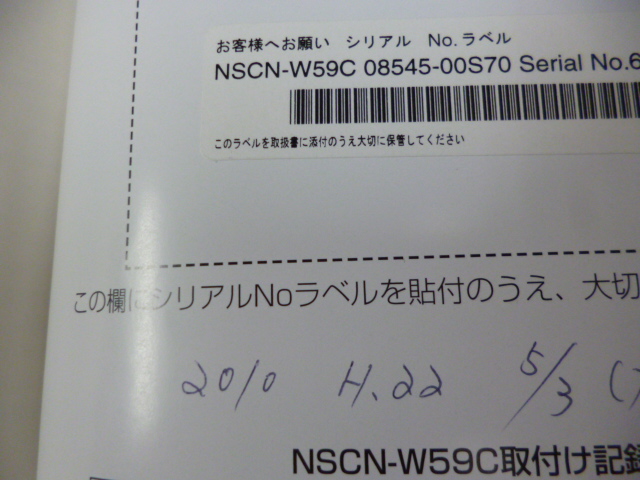 お客様へお願い シリアル No.ラベル
NSCN-W59C 08545-00S70 Serial No.6
このラベルを取扱書に添付のうえ大切に保管してください
この欄にシリアルNoラベルを貼付のうえ、大切
2010 H.22 5/3 (
NSCN-W59C取付け記録